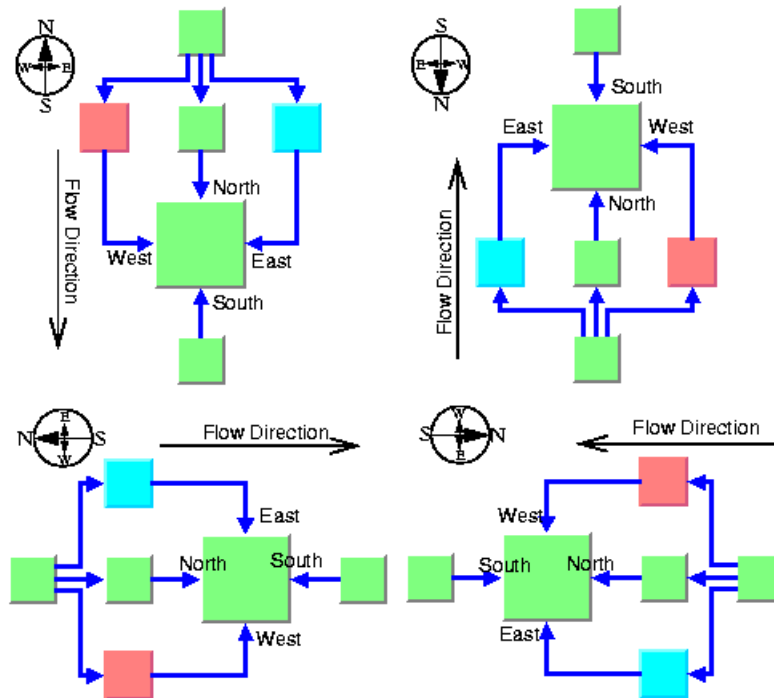 N
W E
S
North
West East
South
Flow Direction
S
E W
N
South
East West
North
Flow Direction
E
N S
W
Flow Direction
East
North South
West
W
S N
E
Flow Direction
West
South North
East